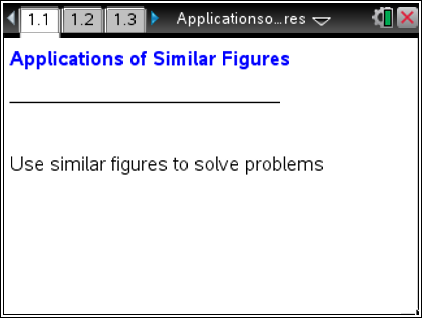 1.1 1.2 1.3 Applicationso...res
Applications of Similar Figures
Use similar figures to solve problems